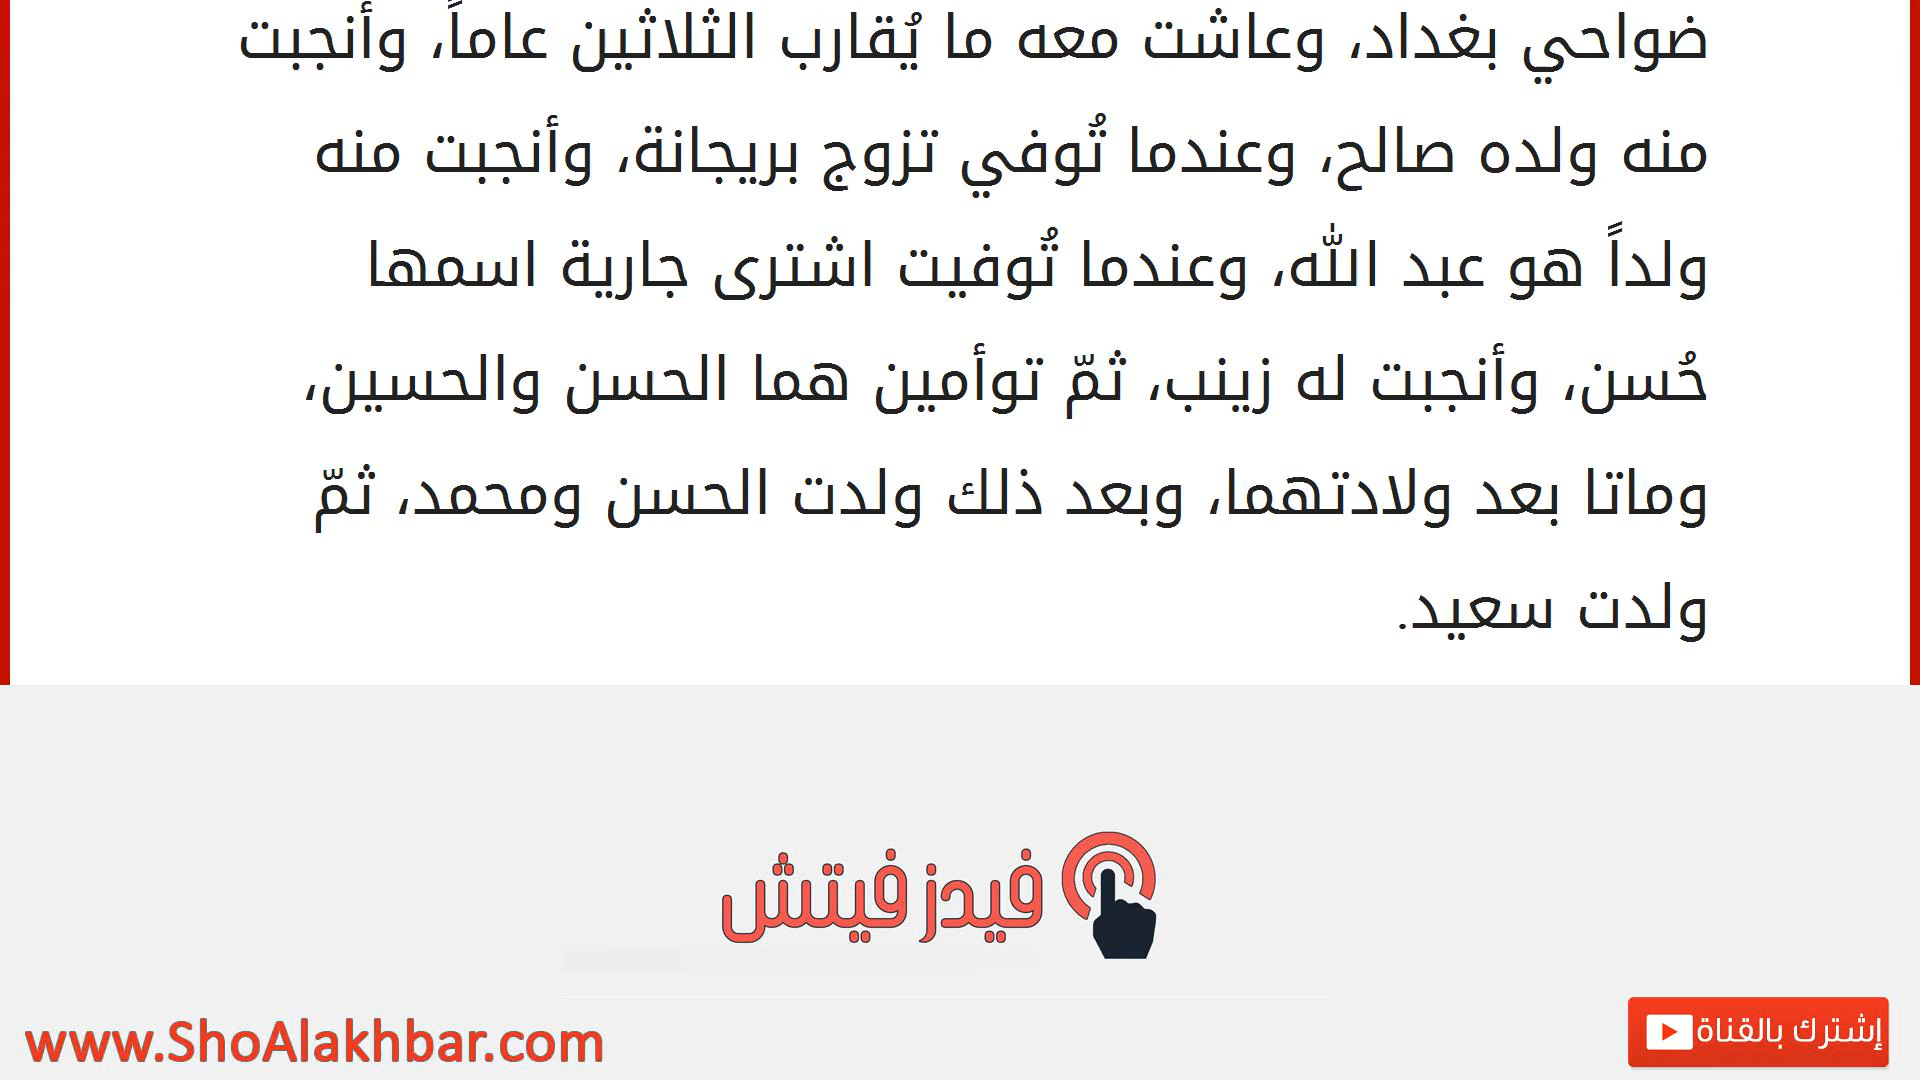 ضواحي بغداد، وعاشت معه ما يُقارب الثلاثين عاماً، وأنجبت
منه ولده صالح، وعندما تُوفي تزوج بريجانة، وأنجبت منه
ولداً هو عبد الله، وعندما تُوفيت اشترى جارية اسمها
حُسن، وأنجبت له زينب، ثمّ توأمين هما الحسن والحسين،
وماتا بعد ولادتهما، وبعد ذلك ولدت الحسن ومحمد، ثمّ
ولدت سعيد.
فيدز فيتش
www.ShoAlakhbar.com
إشترك بالقناة